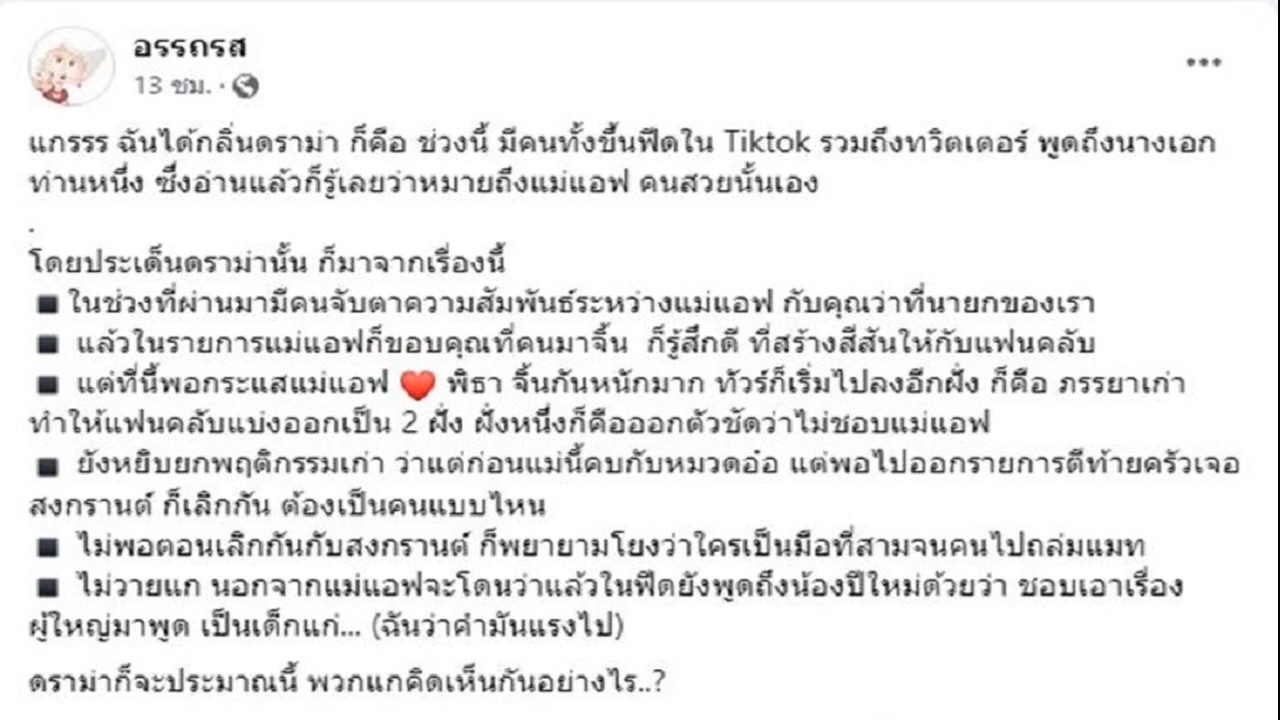 อรรถรส
13 ชม. ·
แกรรร ฉันได้กลิ่นดราม่า ก็คือ ช่วงนี้ มีคนทั้งขึ้นฟีดใน Tiktok รวมถึงทวิตเตอร์ พูดถึงนางเอก
ท่านหนึ่ง ซึ่งอ่านแล้วก็รู้เลยว่าหมายถึงแม่แอฟ คนสวยนั้นเอง
.
โดยประเด็นดราม่านั้น ก็มาจากเรื่องนี้
◾ ในช่วงที่ผ่านมามีคนจับตาความสัมพันธ์ระหว่างแม่แอฟ กับคุณว่าที่นายกของเรา
◾ แล้วในรายการแม่แอฟก็ขอบคุณที่คนมาจิ้น ก็รู้สึกดี ที่สร้างสีสันให้กับแฟนคลับ
◾ แต่ที่นี้พอกระแสแม่แอฟ ❤️ พิธา จิ้นกันหนักมาก ทัวร์ก็เริ่มไปลงอีกฝั่ง ก็คือ ภรรยาเก่า
ทำให้แฟนคลับแบ่งออกเป็น 2 ฝั่ง ฝั่งหนึ่งก็คือออกตัวชัดว่าไม่ชอบแม่แอฟ
◾ ยังหยิบยกพฤติกรรมเก่า ว่าแต่ก่อนแม่นี้คบกับหมวดอ๋อ แต่พอไปออกรายการตีท้ายครัวเจอ
สงกรานต์ ก็เลิกกัน ต้องเป็นคนแบบไหน
◾ ไม่พอตอนเลิกกันกับสงกรานต์ ก็พยายามโยงว่าใครเป็นมือที่สามจนคนไปถล่มแมท
◾ ไม่วายแก นอกจากแม่แอฟจะโดนว่าแล้วในฟีดยังพูดถึงน้องปีใหม่ด้วยว่า ชอบเอาเรื่อง
ผู้ใหญ่มาพูด เป็นเด็กแก่... (ฉันว่าคำมันแรงไป)
ดราม่าก็จะประมาณนี้ พวกแกคิดเห็นกันอย่างไร..?